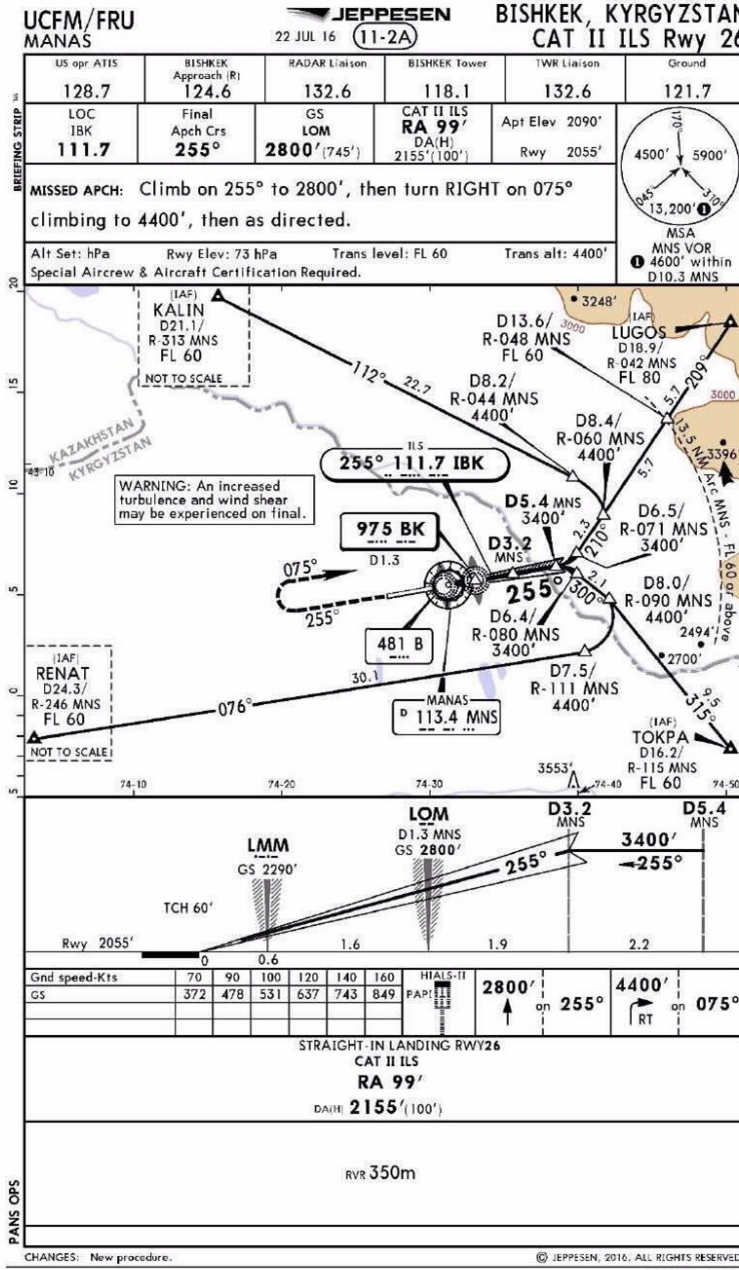 UCFM/FRU
MANAS
JEPPESEN
22 JUL 16
11-2A
BISHKEK, KYRGYZSTAN
CAT II ILS Rwy 26
BRIEFING STRIP
US opr ATIS
128.7
BISHKEK Approach (R)
124.6
RADAR Liaison
132.6
BISHKEK Tower
118.1
TWR Liaison
132.6
Ground
121.7
LOC
IBK
111.7
Final
Apch Crs
255°
GS
LOM
2800' (745')
CAT II ILS
RA 99'
DA(H)
2155'(100')
Apt Elev 2090'
Rwy 2055'
170°
4500' 5900'
045° 310°
13,200' 1
MSA
MNS VOR
1 4600' within
D10.3 MNS
MISSED APCH: Climb on 255° to 2800', then turn RIGHT on 075°
climbing to 4400', then as directed.
Alt Set: hPa Rwy Elev: 73 hPa Trans level: FL 60 Trans alt: 4400'
Special Aircrew & Aircraft Certification Required.
20
15
10
5
0
5
(IAF)
KALIN
D21.1/
R-313 MNS
FL 60
NOT TO SCALE
112° 22.7
D13.6/
R-048 MNS
FL 60
3248'
3000
(IAF)
LUGOS
D18.9/
R-042 MNS
FL 80
209°
5.7
3000
D8.2/
R-044 MNS
4400'
D8.4/
R-060 MNS
4400'
5.7
3396'
13.5 NM Arc MNS - FL 60 o above
KAZAKHSTAN
KYRGYZSTAN
43-10
WARNING: An increased
turbulence and wind shear
may be experienced on final.
ILS
255° 111.7 IBK
975 BK
D1.3
D3.2
MNS
D5.4 MNS
3400'
2.3
210°
D6.5/
R-071 MNS
3400'
075°
255°
255°
300°
2.1
D8.0/
R-090 MNS
4400'
D6.4/
R-080 MNS
3400'
481 B
MANAS
D 113.4 MNS
2494'
2700'
(IAF)
RENAT
D24.3/
R-246 MNS
FL 60
NOT TO SCALE
076°
30.1
D7.5/
R-111 MNS
4400'
9.5
315°
(IAF)
TOKPA
D16.2/
R-115 MNS
FL 60
3553'
74-10 74-20 74-30 74-40 74-50
LMM
GS 2290'
LOM
D1.3 MNS
GS 2800'
D3.2
MNS
D5.4
MNS
3400'
255°
255°
TCH 60'
Rwy 2055'
0 0.6 1.6 1.9 2.2
Gnd speed-Kts 70 90 100 120 140 160
GS 372 478 531 637 743 849
HIALS-II
PAPI
2800'
on 255°
4400'
RT
on 075°
STRAIGHT-IN LANDING RWY26
CAT II ILS
RA 99'
DA(H) 2155'(100')
RVR 350m
PANS OPS
CHANGES: New procedure.
© JEPPESEN, 2016. ALL RIGHTS RESERVED